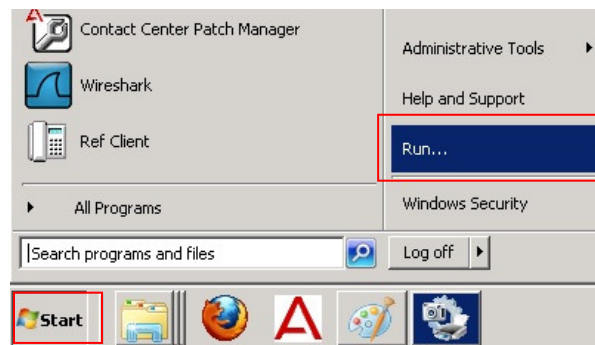 Contact Center Patch Manager
Wireshark
Ref Client
All Programs
Search programs and files
Administrative Tools
Help and Support
Run...
Windows Security
Log off
Start